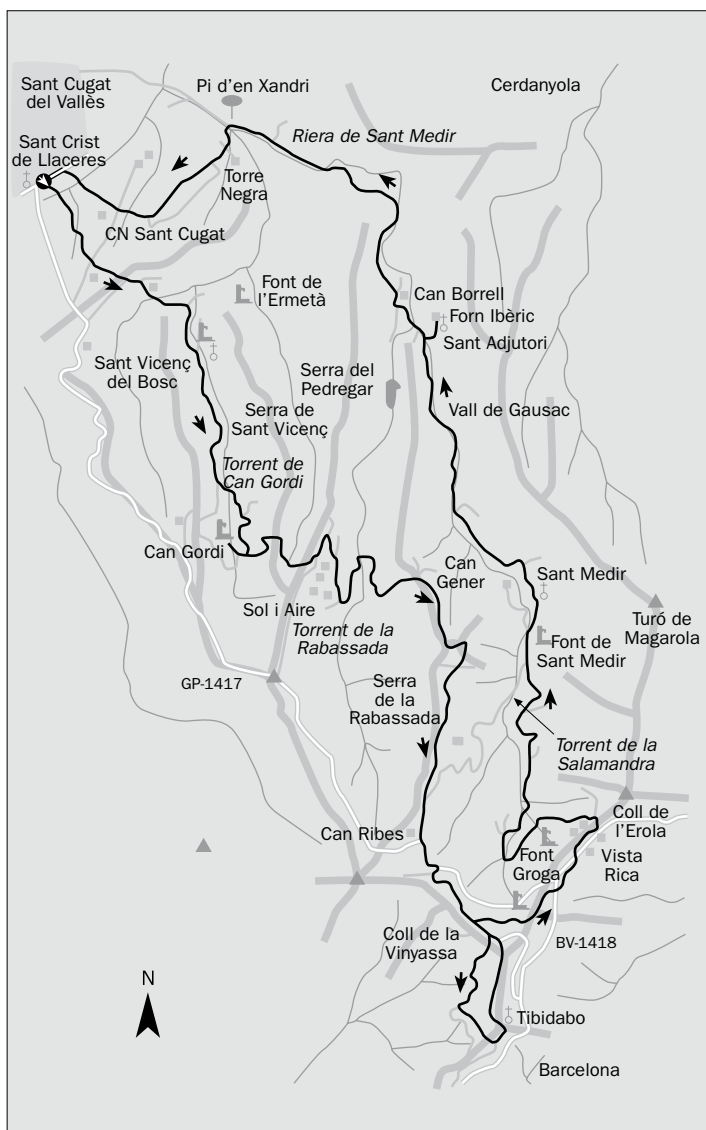 Sant Cugat
del Vallès
Pi d'en Xandri
Cerdanyola
Riera de Sant Medir
Sant Crist
de Llaceres
Torre
Negra
CN Sant Cugat
Font de
l'Ermetà
Can Borrell
Forn Ibèric
Sant Adjutori
Sant Vicenç
del Bosc
Serra del
Pedregar
Vall de Gausac
Serra de
Sant Vicenç
Torrent de
Can Gordi
Can Gordi
Can
Gener
Sant Medir
Sol i Aire
Torrent de la
Rabassada
Turó de
Magarola
Font de
Sant Medir
GP-1417
Serra
de la
Rabassada
Torrent de la
Salamandra
Can Ribes
Coll de
l'Erola
Font
Groga
Vista
Rica
Coll de la
Vinyassa
BV-1418
N
Tibidabo
Barcelona